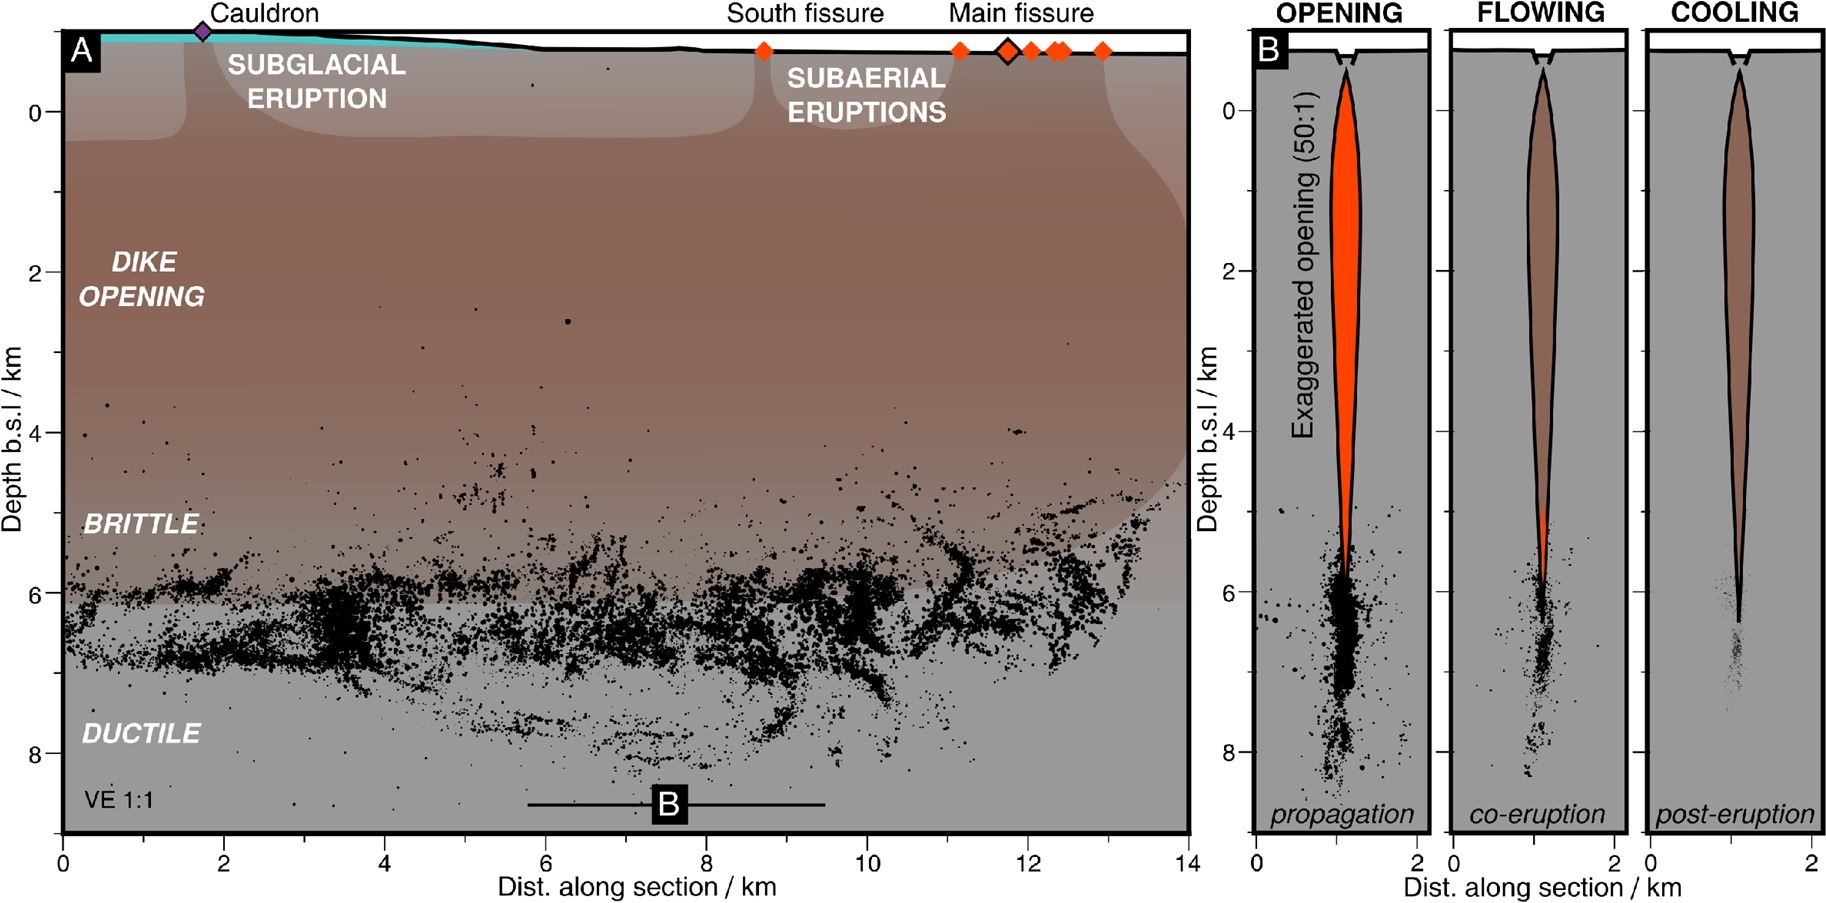 Cauldron
South fissure
Main fissure
A
SUBGLACIAL
ERUPTION
SUBAERIAL
ERUPTIONS
DIKE
OPENING
BRITTLE
DUCTILE
VE 1:1
B
Depth b.s.l / km
0
2
4
6
8
0 2 4 6 8 10 12 14
Dist. along section / km
OPENING FLOWING COOLING
B
Exaggerated opening (50:1)
Depth b.s.l / km
0
2
4
6
8
propagation co-eruption post-eruption
0 2 0 2 0 2
Dist. along section / km